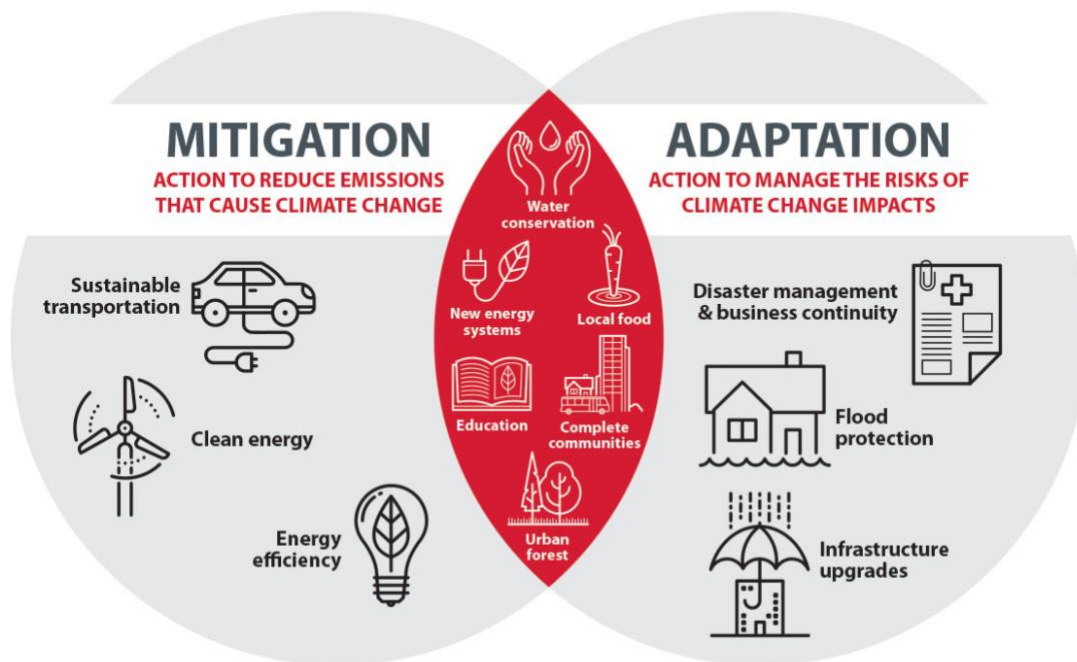 MITIGATION
ACTION TO REDUCE EMISSIONS
THAT CAUSE CLIMATE CHANGE
Sustainable
transportation
Clean energy
Energy
efficiency
Water
conservation
New energy
systems
Local food
Education
Complete
communities
Urban
forest
ADAPTATION
ACTION TO MANAGE THE RISKS OF
CLIMATE CHANGE IMPACTS
Disaster management
& business continuity
Flood
protection
Infrastructure
upgrades